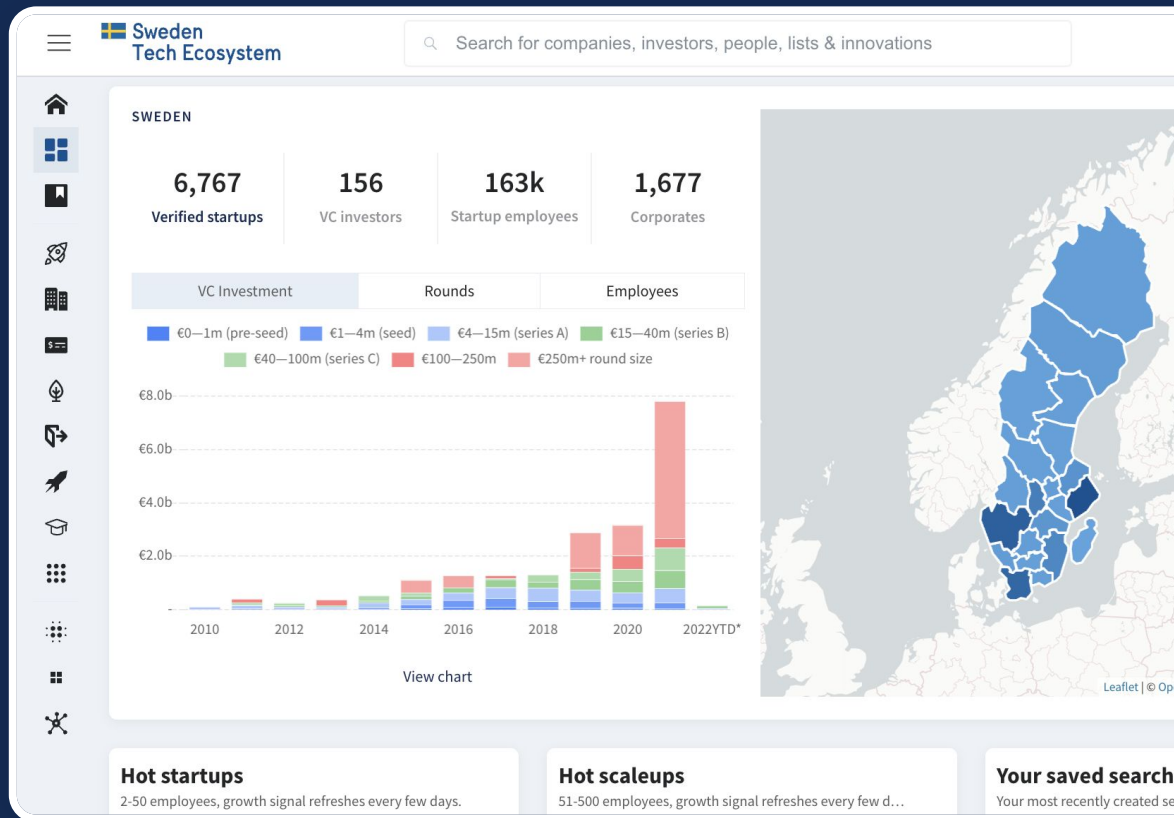 Sweden
Tech Ecosystem
Search for companies, investors, people, lists & innovations
SWEDEN
6,767
Verified startups
156
VC investors
163k
Startup employees
1,677
Corporates
VC Investment
Rounds
Employees
€0—1m (pre-seed)
€1—4m (seed)
€4—15m (series A)
€15—40m (series B)
€40—100m (series C)
€100—250m
€250m+ round size
€8.0b
€6.0b
€4.0b
€2.0b
-
2010
2012
2014
2016
2018
2020
2022YTD*
View chart
Leaflet | © Op
Hot startups
2-50 employees, growth signal refreshes every few days.
Hot scaleups
51-500 employees, growth signal refreshes every few d…
Your saved search
Your most recently created se